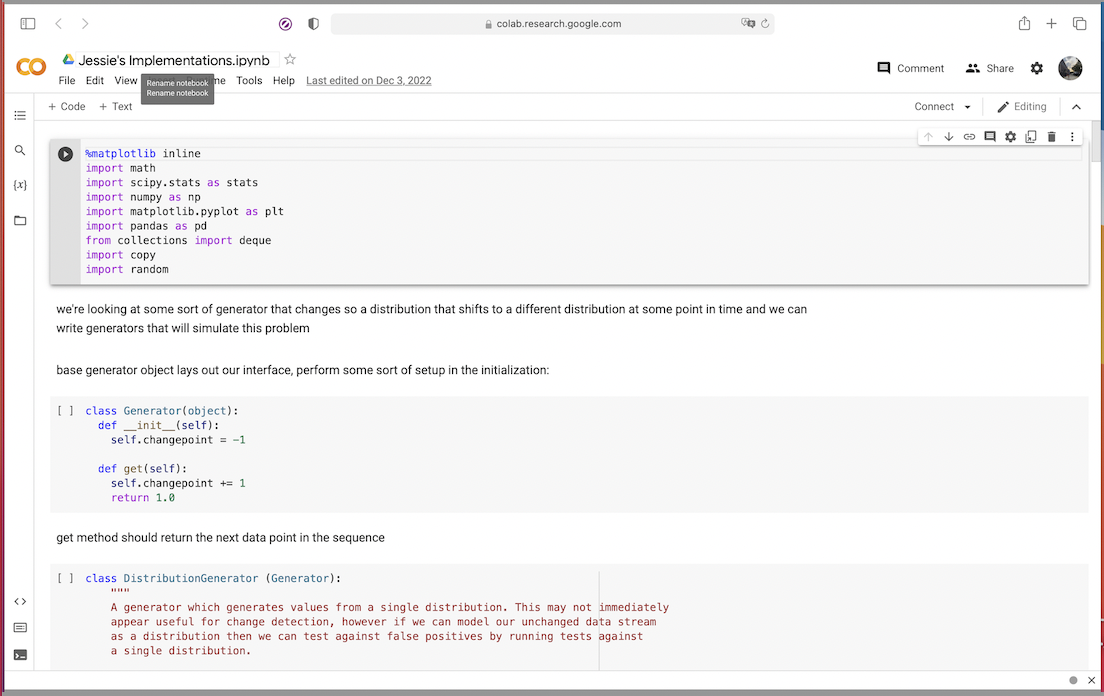 colab.research.google.com
Jessie's Implementations.ipynb
File Edit View Tools Help Last edited on Dec 3, 2022
Rename notebook
Rename notebook
Comment Share
+ Code + Text
Connect Editing
%matplotlib inline
import math
import scipy.stats as stats
import numpy as np
import matplotlib.pyplot as plt
import pandas as pd
from collections import deque
import copy
import random
we're looking at some sort of generator that changes so a distribution that shifts to a different distribution at some point in time and we can
write generators that will simulate this problem
base generator object lays out our interface, perform some sort of setup in the initialization:
[ ] class Generator(object):
def __init__(self):
self.changepoint = -1
def get(self):
self.changepoint += 1
return 1.0
get method should return the next data point in the sequence
[ ] class DistributionGenerator (Generator):
"""
A generator which generates values from a single distribution. This may not immediately
appear useful for change detection, however if we can model our unchanged data stream
as a distribution then we can test against false positives by running tests against
a single distribution.